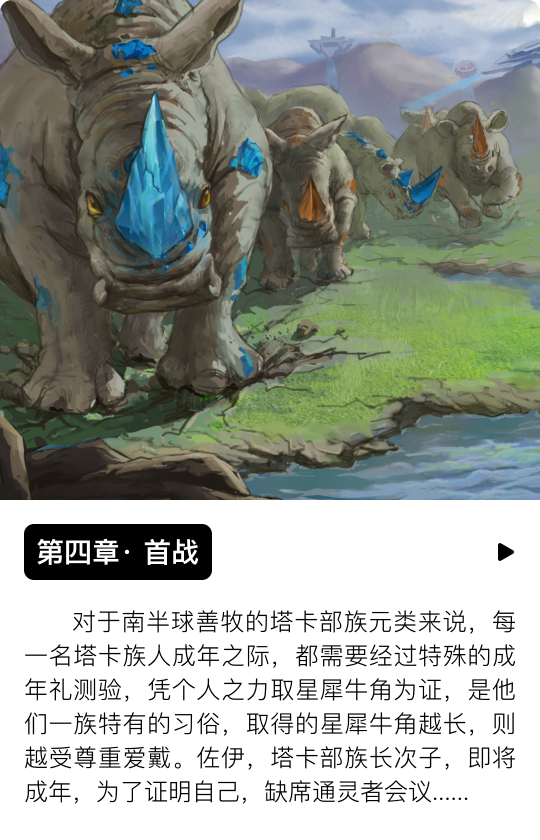 第四章·首战
对于南半球善牧的塔卡部族元类来说，每
一名塔卡族人成年之际，都需要经过特殊的成
年礼测验，凭个人之力取星犀牛角为证，是他
们一族特有的习俗，取得的星犀牛角越长，则
越受尊重爱戴。佐伊，塔卡部族长次子，即将
成年，为了证明自己，缺席通灵者会议......